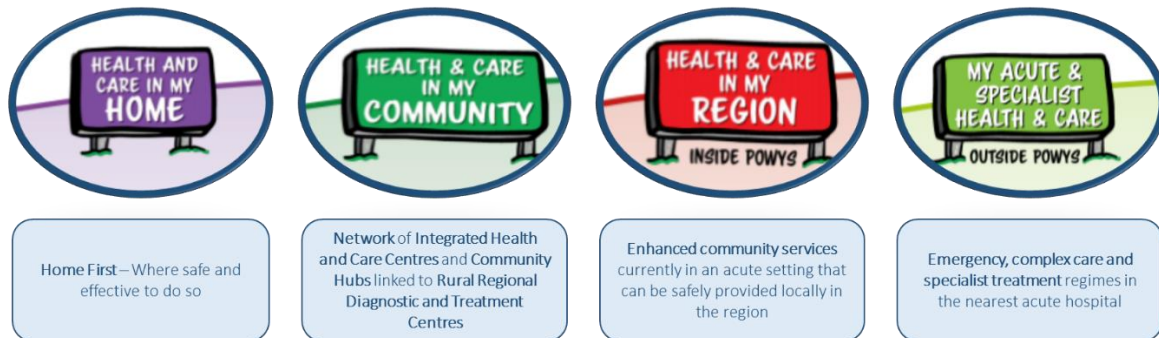 HEALTH AND
CARE IN MY
HOME
HEALTH & CARE
IN MY
COMMUNITY
HEALTH & CARE
IN MY
REGION
INSIDE POWYS
MY ACUTE &
SPECIALIST
HEALTH & CARE
OUTSIDE POWYS
Home First – Where safe and
effective to do so
Network of Integrated Health
and Care Centres and Community
Hubs linked to Rural Regional
Diagnostic and Treatment
Centres
Enhanced community services
currently in an acute setting that
can be safely provided locally in
the region
Emergency, complex care and
specialist treatment regimes in
the nearest acute hospital